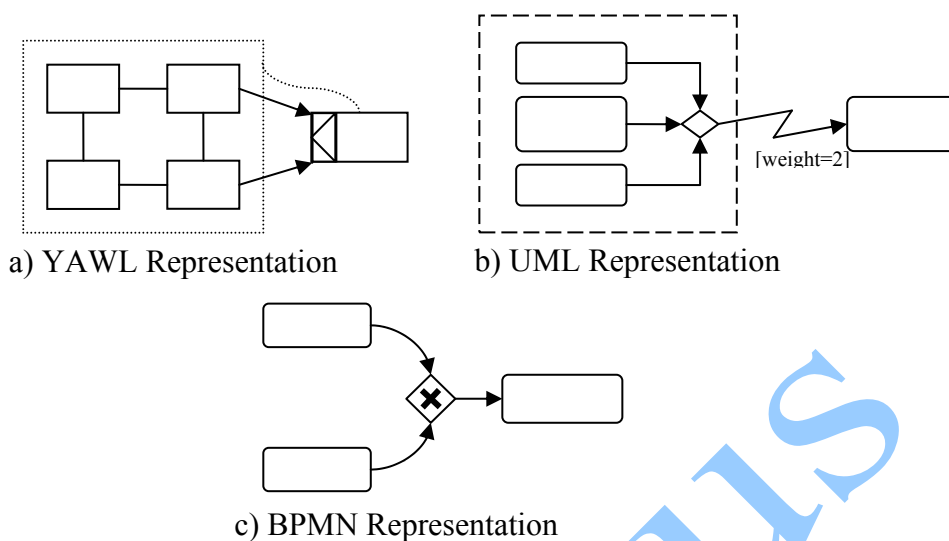 [weight=2]
a) YAWL Representation
b) UML Representation
c) BPMN Representation